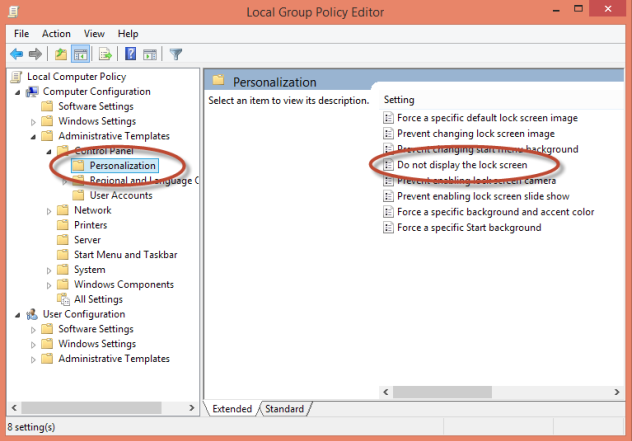 Local Group Policy Editor
File Action View Help
Local Computer Policy
Computer Configuration
Software Settings
Windows Settings
Administrative Templates
Control Panel
Personalization
Regional and Language C
User Accounts
Network
Printers
Server
Start Menu and Taskbar
System
Windows Components
All Settings
User Configuration
Software Settings
Windows Settings
Administrative Templates
Personalization
Select an item to view its description.
Setting
Force a specific default lock screen image
Prevent changing lock screen image
Prevent changing start menu background
Do not display the lock screen
Prevent enabling lock screen camera
Prevent enabling lock screen slide show
Force a specific background and accent color
Force a specific Start background
Extended Standard
8 setting(s)